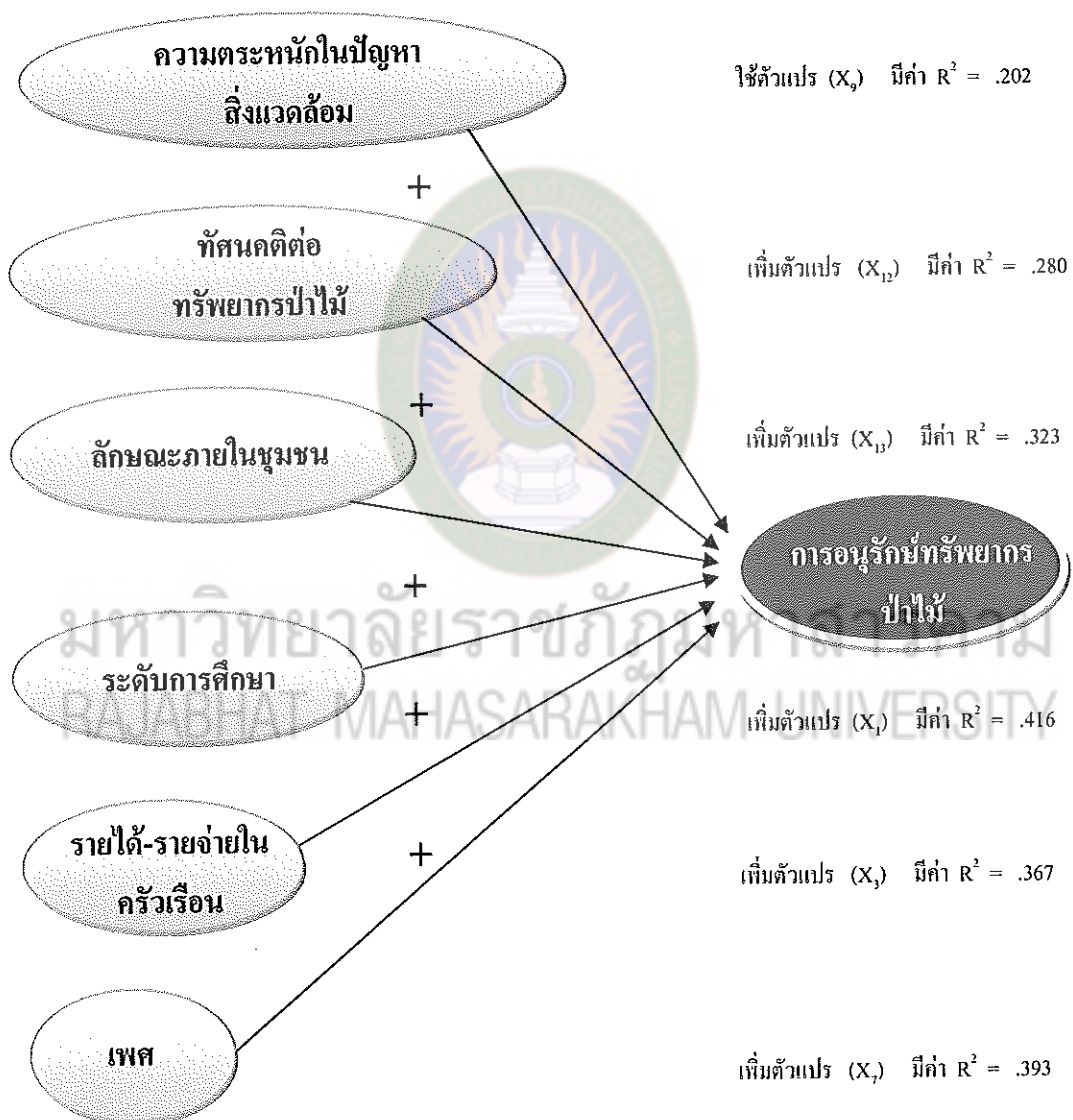 ความตระหนักในปัญหา
สิ่งแวดล้อม
ใช้ตัวแปร (X₉) มีค่า R² = .202
+
ทัศนคติต่อ
ทรัพยากรป่าไม้
เพิ่มตัวแปร (X₁₂) มีค่า R² = .280
+
ลักษณะภายในชุมชน
เพิ่มตัวแปร (X₁₃) มีค่า R² = .323
การอนุรักษ์ทรัพยากร
ป่าไม้
+
มหาวิทยาลัยราชภัฏมหาสารคาม
ระดับการศึกษา
RAJABHAT MAHASARAKHAM UNIVERSITY
+
เพิ่มตัวแปร (X₁) มีค่า R² = .416
รายได้-รายจ่ายใน
ครัวเรือน
+
เพิ่มตัวแปร (X₃) มีค่า R² = .367
เพศ
เพิ่มตัวแปร (X₇) มีค่า R² = .393